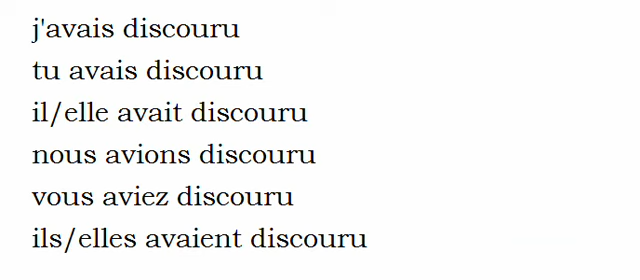 j'avais discouru
tu avais discouru
il/elle avait discouru
nous avions discouru
vous aviez discouru
ils/elles avaient discouru